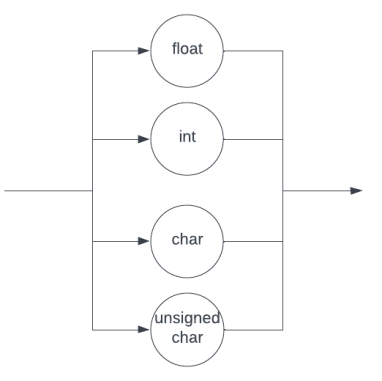 float
int
char
unsigned
char